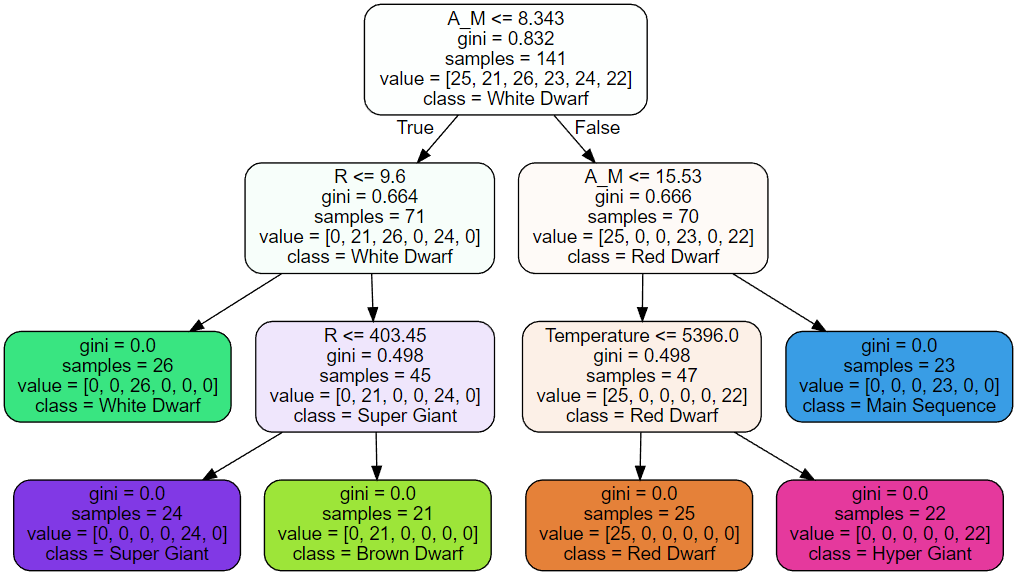 A_M <= 8.343
gini = 0.832
samples = 141
value = [25, 21, 26, 23, 24, 22]
class = White Dwarf
True
False
R <= 9.6
gini = 0.664
samples = 71
value = [0, 21, 26, 0, 24, 0]
class = White Dwarf
A_M <= 15.53
gini = 0.666
samples = 70
value = [25, 0, 0, 23, 0, 22]
class = Red Dwarf
gini = 0.0
samples = 26
value = [0, 0, 26, 0, 0, 0]
class = White Dwarf
R <= 403.45
gini = 0.498
samples = 45
value = [0, 21, 0, 0, 24, 0]
class = Super Giant
Temperature <= 5396.0
gini = 0.498
samples = 47
value = [25, 0, 0, 0, 0, 22]
class = Red Dwarf
gini = 0.0
samples = 23
value = [0, 0, 0, 23, 0, 0]
class = Main Sequence
gini = 0.0
samples = 24
value = [0, 0, 0, 0, 24, 0]
class = Super Giant
gini = 0.0
samples = 21
value = [0, 21, 0, 0, 0, 0]
class = Brown Dwarf
gini = 0.0
samples = 25
value = [25, 0, 0, 0, 0, 0]
class = Red Dwarf
gini = 0.0
samples = 22
value = [0, 0, 0, 0, 0, 22]
class = Hyper Giant